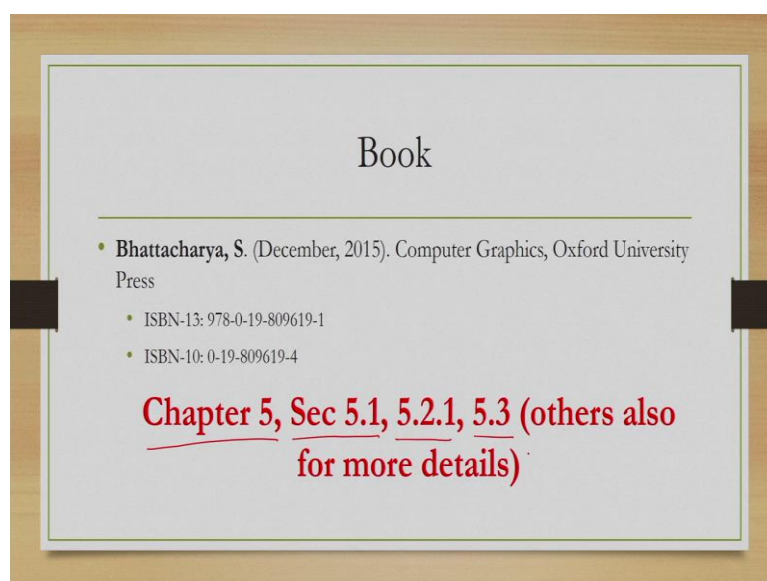 Book
• Bhattacharya, S. (December, 2015). Computer Graphics, Oxford University
Press
• ISBN-13: 978-0-19-809619-1
• ISBN-10: 0-19-809619-4
Chapter 5, Sec 5.1, 5.2.1, 5.3 (others also
for more details)